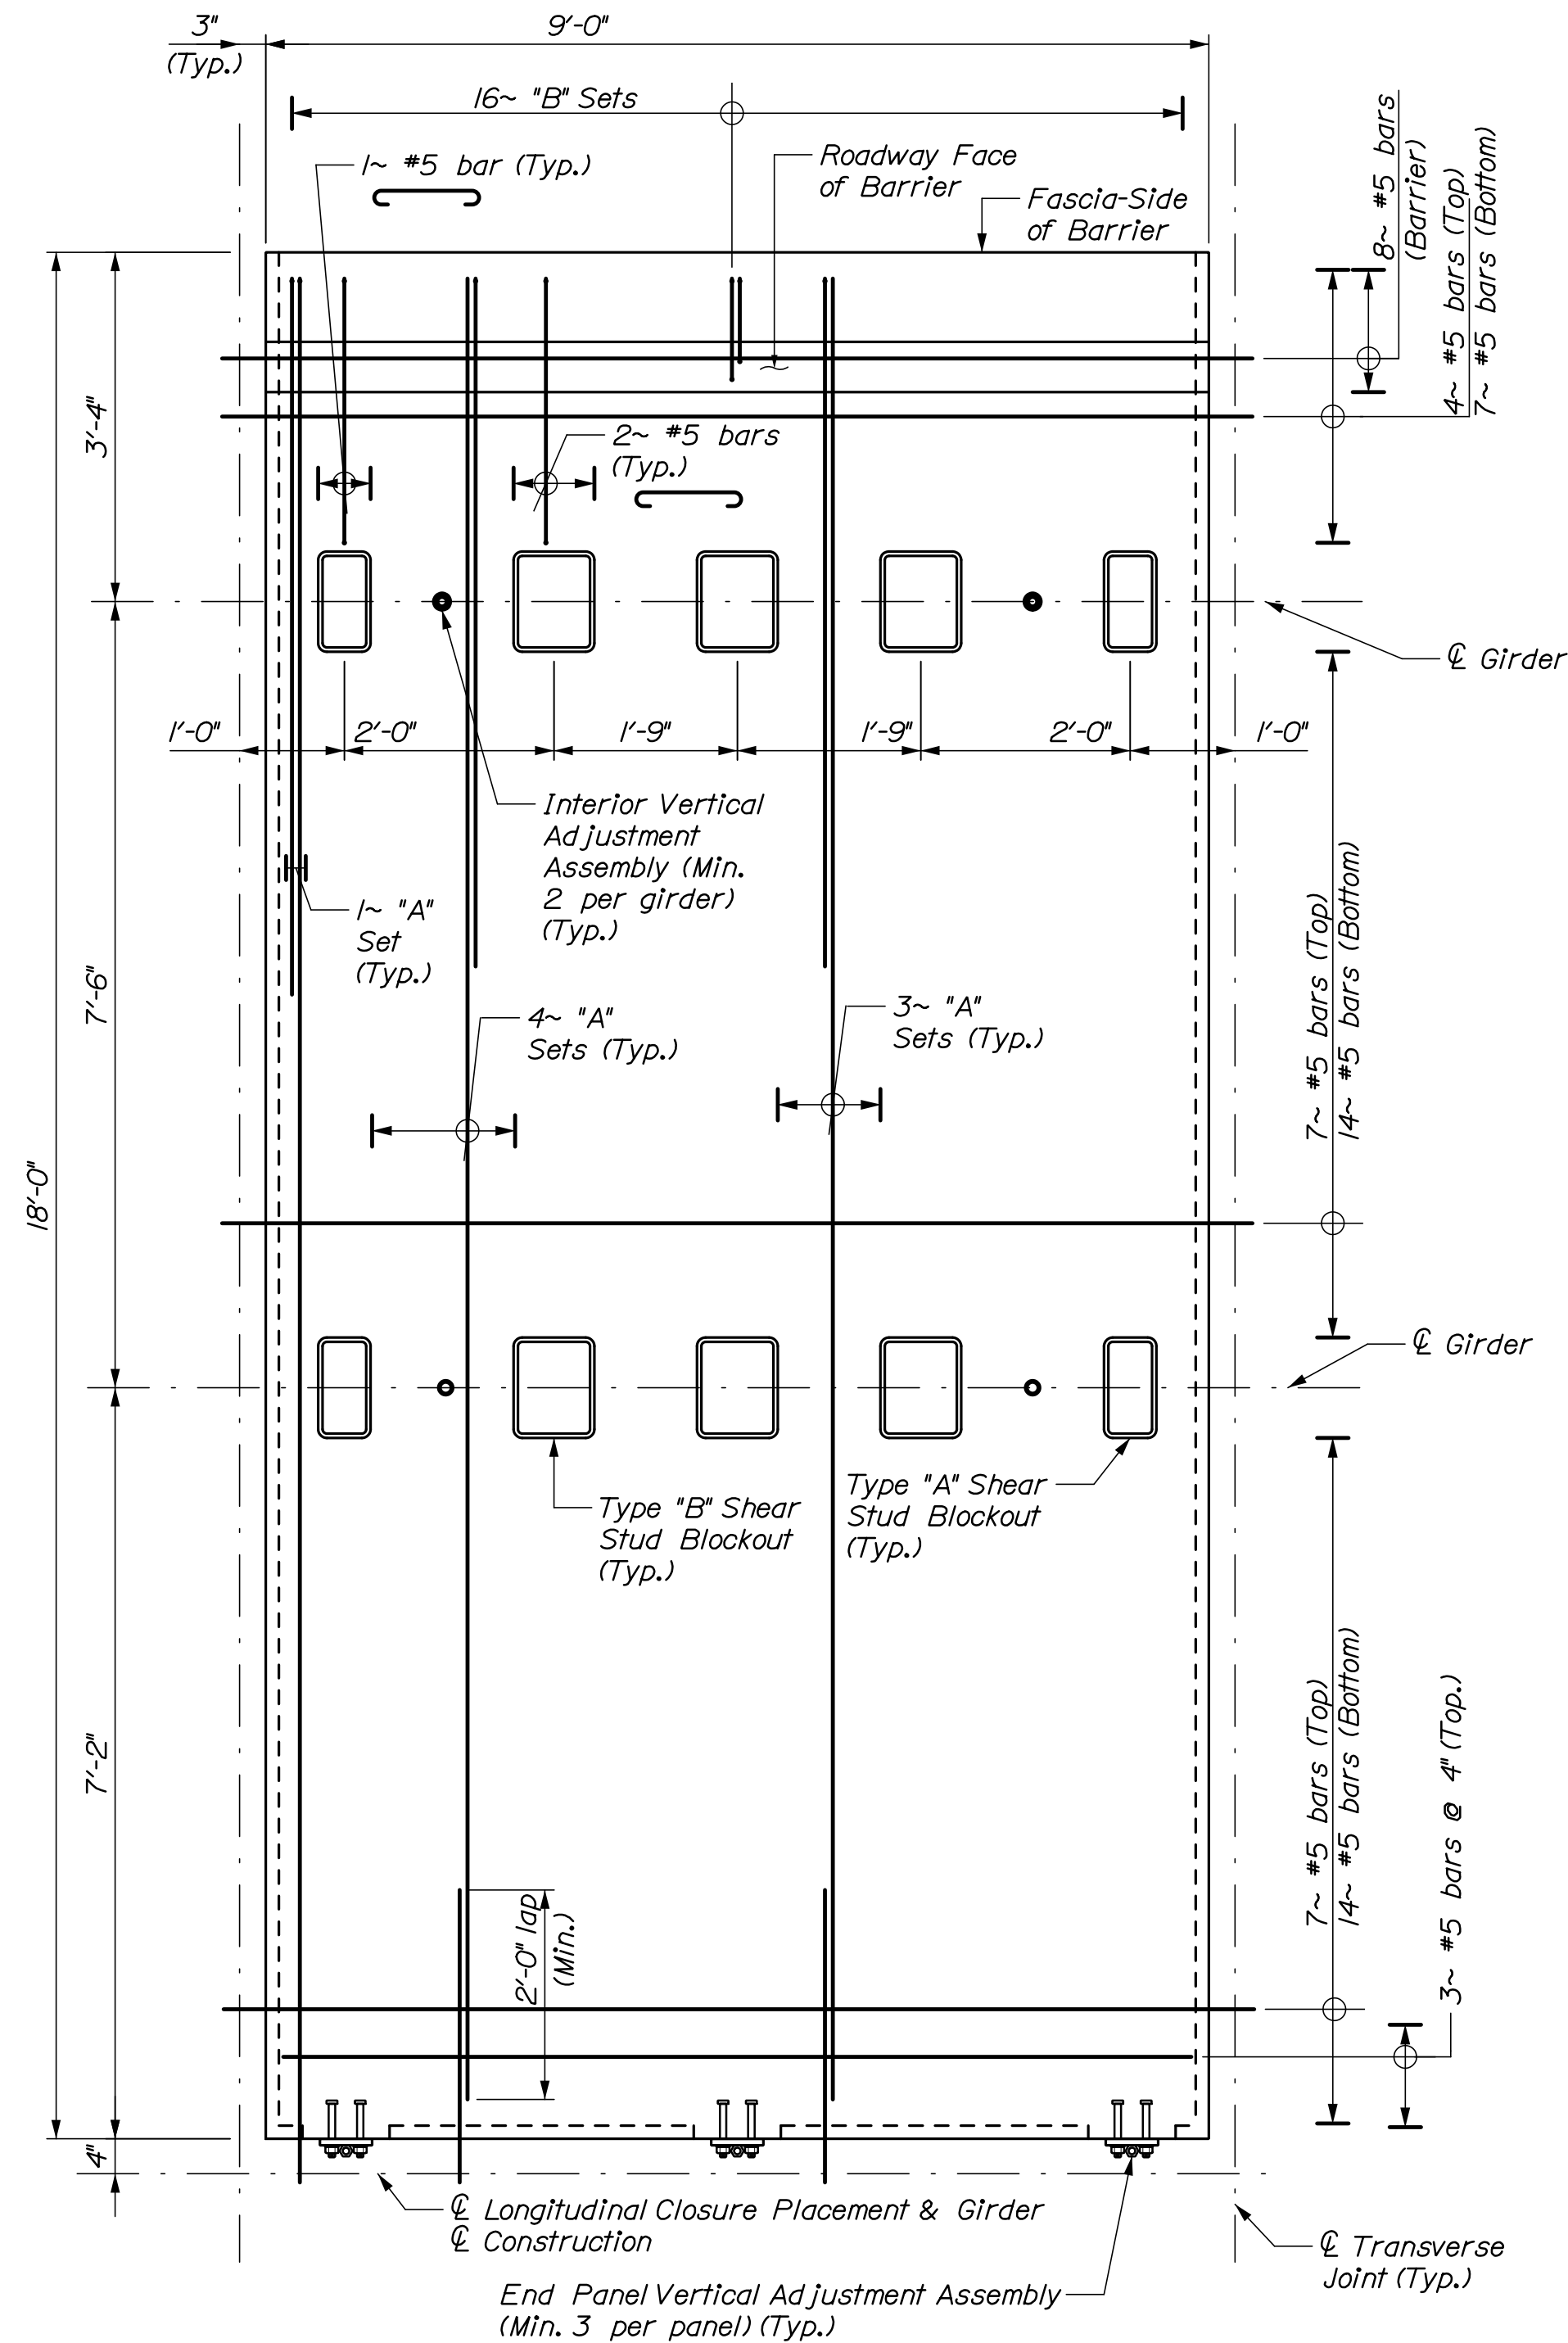 3"
(Typ.)
9'-0"
16~ "B" Sets
1~ #5 bar (Typ.)
Roadway Face
of Barrier
Fascia-Side
of Barrier
8~ #5 bars
(Barrier)
4~ #5 bars (Top)
7~ #5 bars (Bottom)
3'-4"
2~ #5 bars
(Typ.)
℄ Girder
1'-0"
2'-0"
1'-9"
1'-9"
2'-0"
1'-0"
Interior Vertical
Adjustment
Assembly (Min.
2 per girder)
(Typ.)
1~ "A"
Set
(Typ.)
7'-6"
4~ "A"
Sets (Typ.)
3~ "A"
Sets (Typ.)
7~ #5 bars (Top)
14~ #5 bars (Bottom)
18'-0"
℄ Girder
Type "B" Shear
Stud Blockout
(Typ.)
Type "A" Shear
Stud Blockout
(Typ.)
7'-2"
7~ #5 bars (Top)
14~ #5 bars (Bottom)
3~ #5 bars @ 4" (Top.)
2'-0" lap
(Min.)
4"
℄ Longitudinal Closure Placement & Girder
℄ Construction
℄ Transverse
Joint (Typ.)
End Panel Vertical Adjustment Assembly
(Min. 3 per panel) (Typ.)